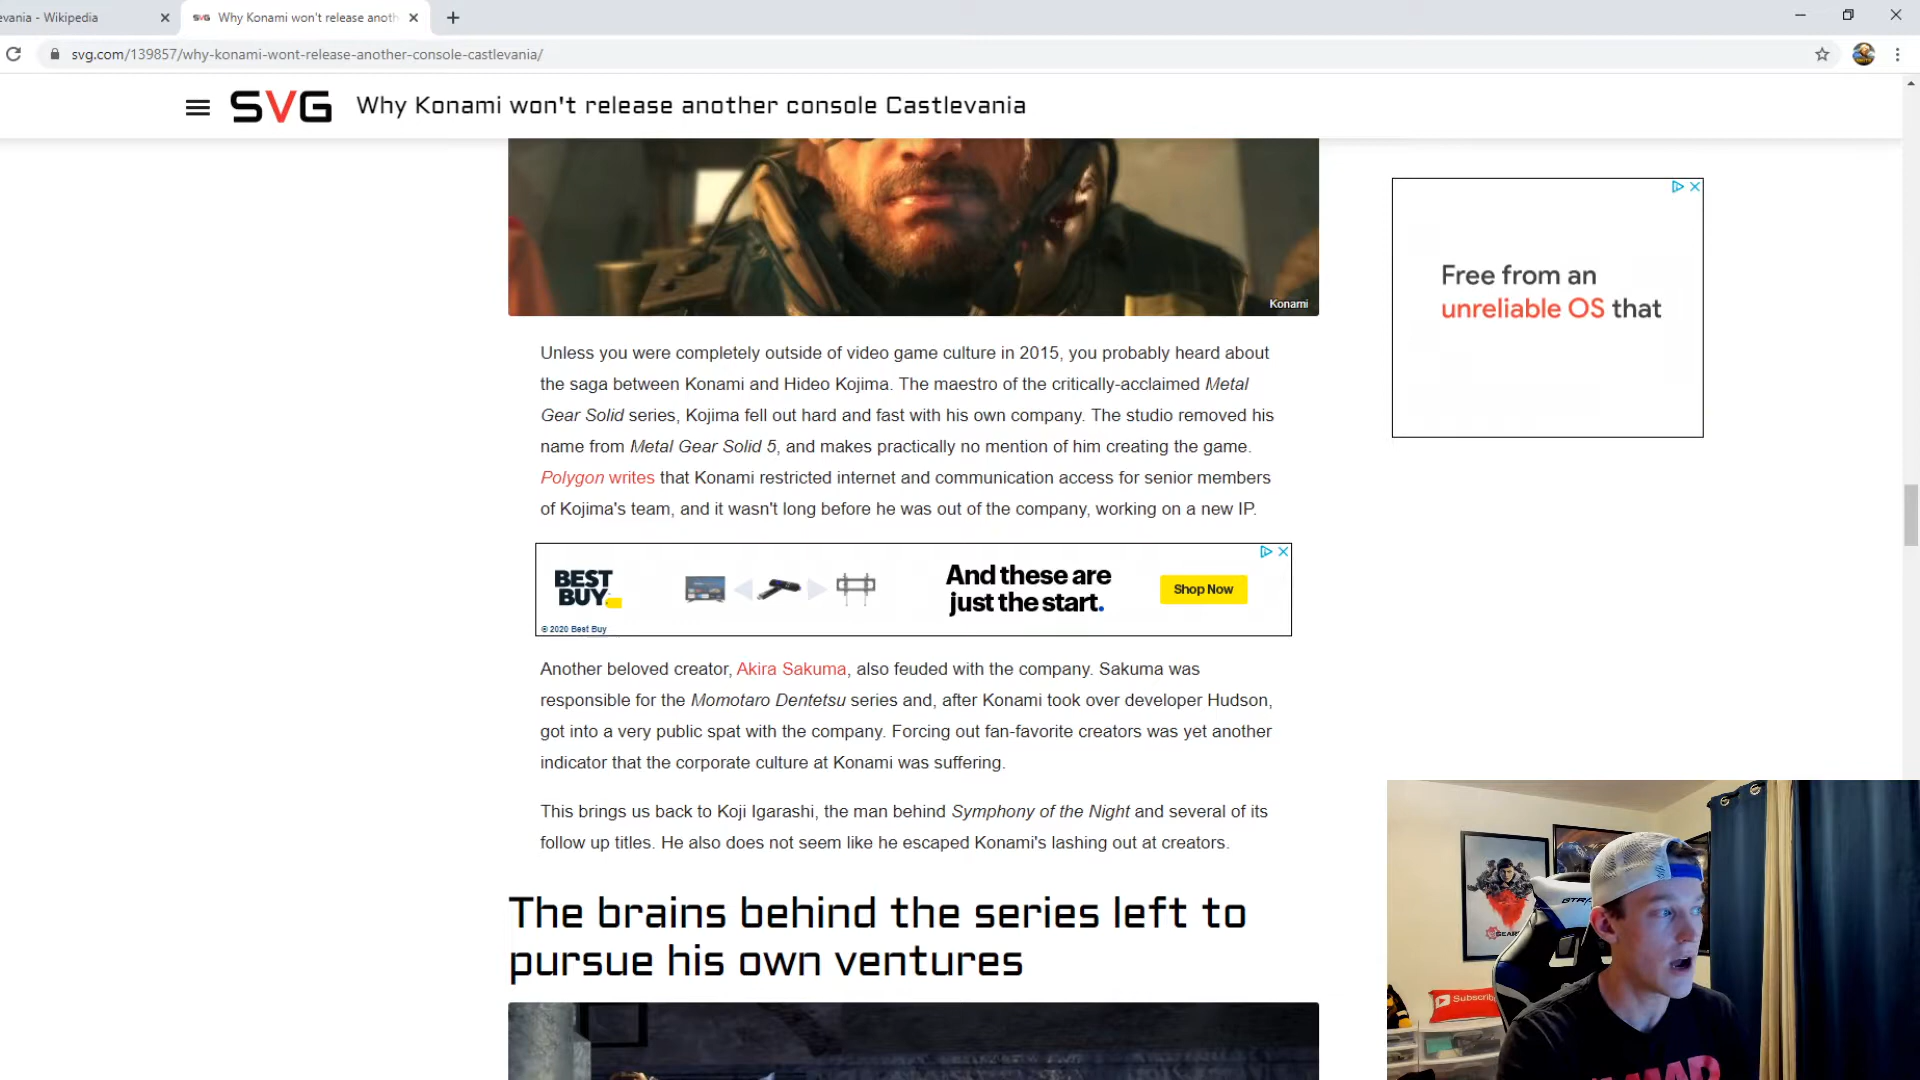 evania - Wikipedia
SVG Why Konami won't release anoth
svg.com/139857/why-konami-wont-release-another-console-castlevania/
SVG Why Konami won't release another console Castlevania
Konami
Free from an
unreliable OS that
Unless you were completely outside of video game culture in 2015, you probably heard about
the saga between Konami and Hideo Kojima. The maestro of the critically-acclaimed Metal
Gear Solid series, Kojima fell out hard and fast with his own company. The studio removed his
name from Metal Gear Solid 5, and makes practically no mention of him creating the game.
Polygon writes that Konami restricted internet and communication access for senior members
of Kojima's team, and it wasn't long before he was out of the company, working on a new IP.
BEST
BUY
And these are
just the start.
Shop Now
© 2020 Best Buy
Another beloved creator, Akira Sakuma, also feuded with the company. Sakuma was
responsible for the Momotaro Dentetsu series and, after Konami took over developer Hudson,
got into a very public spat with the company. Forcing out fan-favorite creators was yet another
indicator that the corporate culture at Konami was suffering.
This brings us back to Koji Igarashi, the man behind Symphony of the Night and several of its
follow up titles. He also does not seem like he escaped Konami's lashing out at creators.
The brains behind the series left to
pursue his own ventures
GEARS
GTR
Subscrib